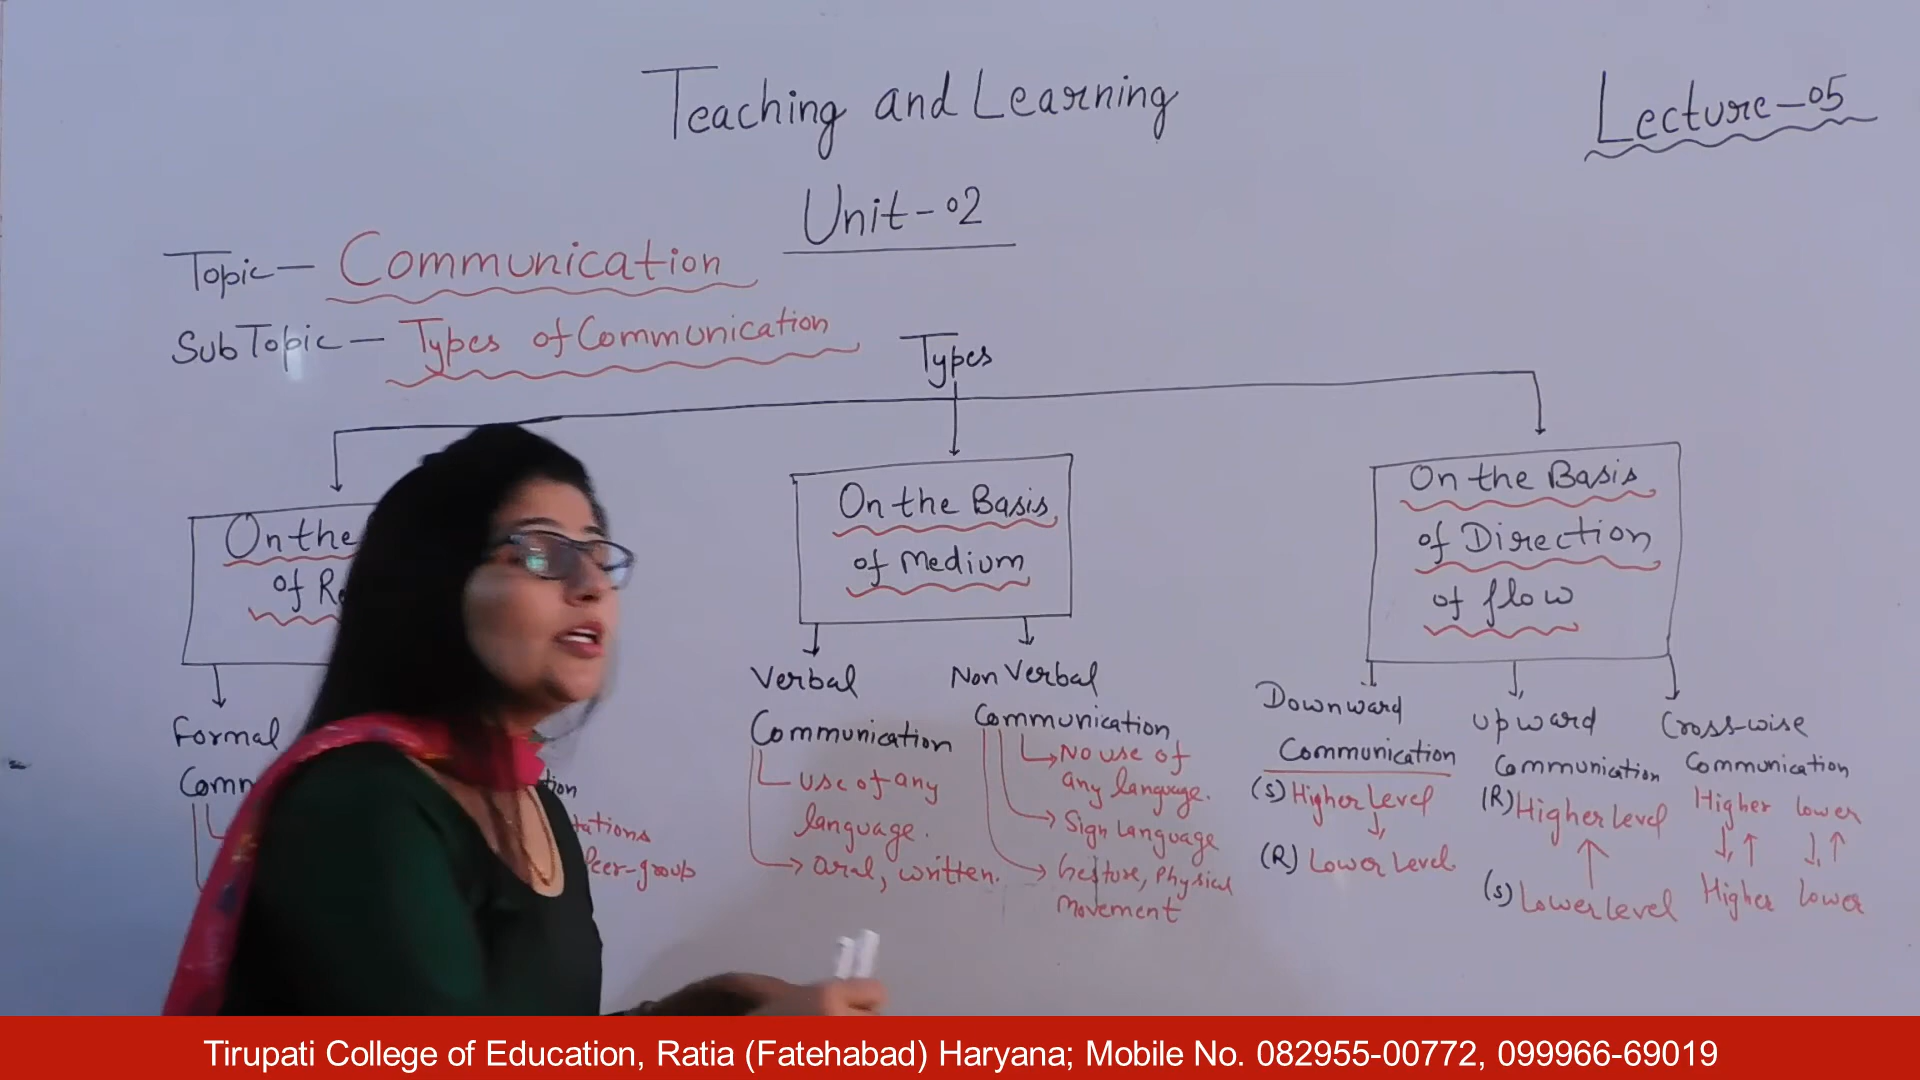 Teaching and Learning
Lecture-05
Unit-02
Topic- Communication
SubTopic- Types of Communication
Types
On the
of
On the Basis
of Medium
On the Basis
of Direction
of flow
Formal
Verbal
Communication
use of any
language.
oral, written.
Non Verbal
Communication
No use of
any language.
Sign Language
Gesture, Physical
movement
Downward
Communication
(S) Higher Level
(R) Lower Level
upward
Communication
(R) Higher Level
(S) Lower Level
Cross-wise
Communication
Higher lower
Higher Lower
Peer-group
Tirupati College of Education, Ratia (Fatehabad) Haryana; Mobile No. 082955-00772, 099966-69019